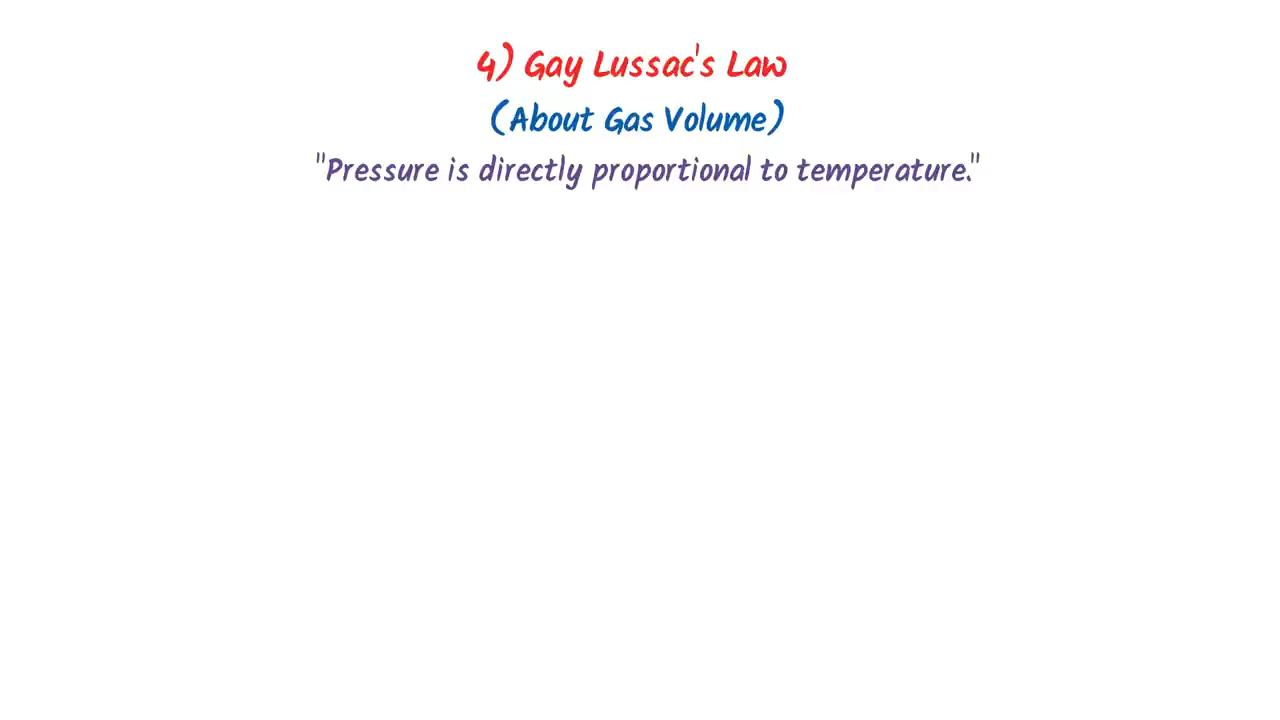 4) Gay Lussac's Law
(About Gas Volume)
"Pressure is directly proportional to temperature."